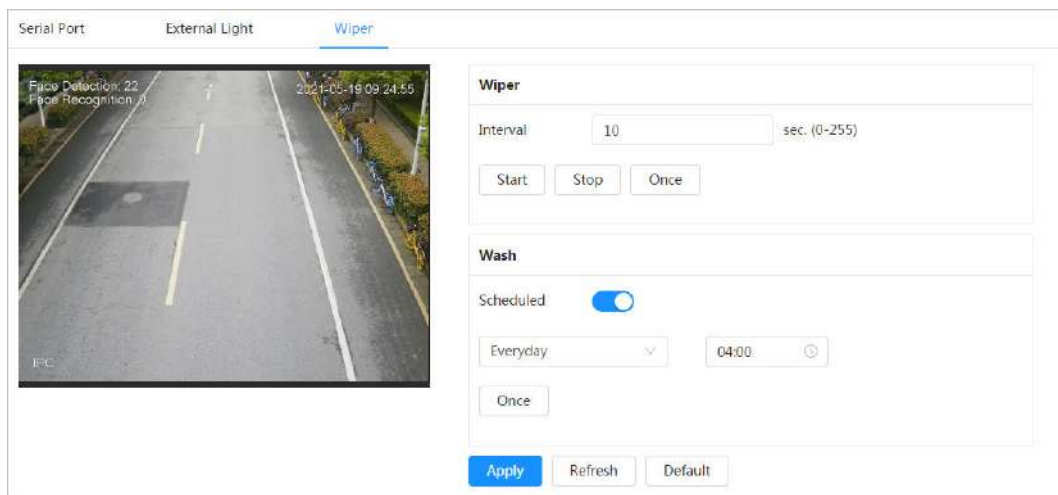 Serial Port External Light Wiper
Face Detection: 22 2021-05-19 09:24:55
Face Recognition: 0
IPC
Wiper
Interval 10 sec. (0-255)
Start Stop Once
Wash
Scheduled
Everyday 04:00
Once
Apply Refresh Default